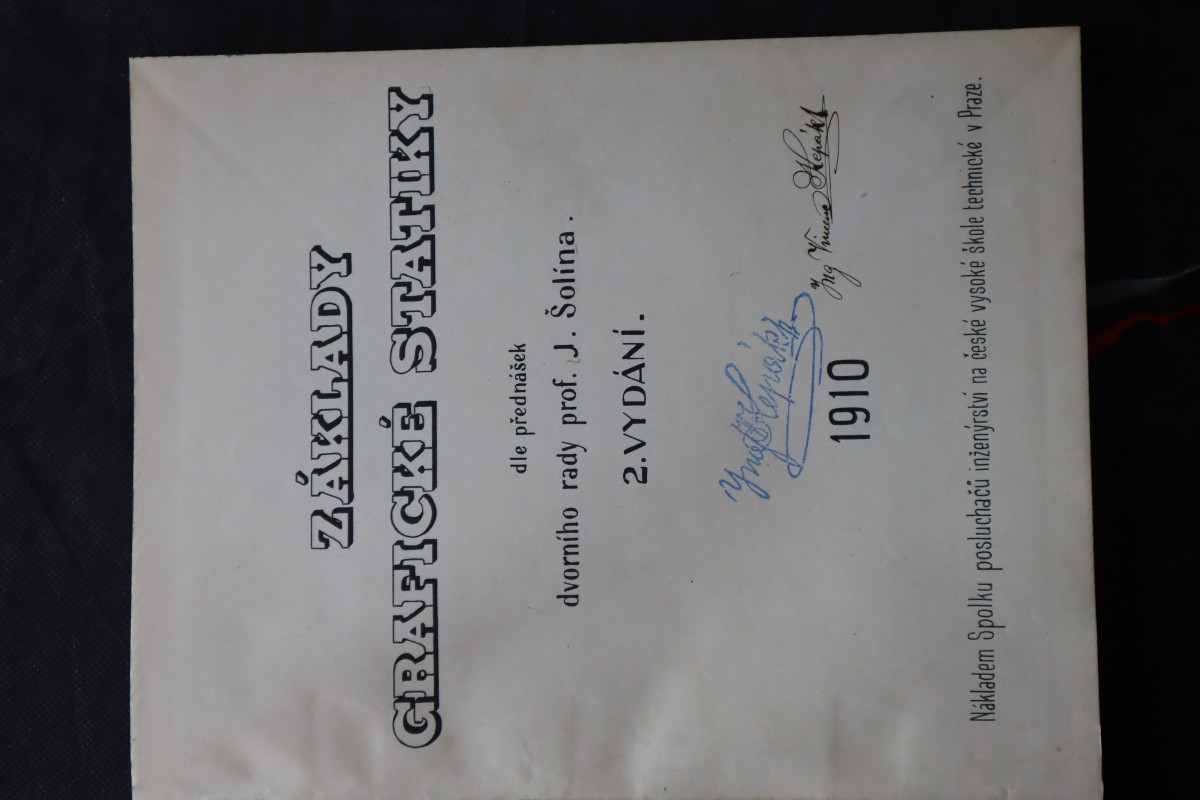 ZÁKLADY
GRAFICKÉ STATIKY
dle přednášek
dvorního rady prof. J. Šolína.
2. VYDÁNÍ.
Ing
1910
Nákladem Spolku posluchačů inženýrství na české vysoké škole technické v Praze.